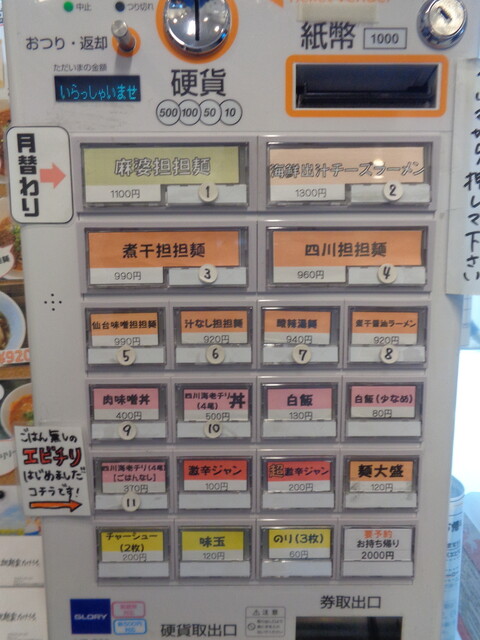 中止
つり切れ
おつり・返却
ただいまの金額
いらっしゃいませ
硬貨
500 100 50 10
紙幣 1000
月替わり
麻婆担担麺
1100円
1
海鮮出汁チーズラーメン
1300円
2
煮干担担麺
990円
3
四川担担麺
960円
4
仙台味噌担担麺
990円
5
汁なし担担麺
920円
6
酸辣湯麺
940円
7
煮干醤油ラーメン
920円
8
肉味噌丼
400円
9
四川海老チリ(4尾)丼
500円
10
白飯
130円
白飯(少なめ)
80円
ごはん無しの
エビチリ
はじめました
コチラです!
四川海老チリ(4尾)
【ごはんなし】
370円
11
激辛ジャン
100円
超激辛ジャン
200円
麺大盛
120円
チャーシュー
(2枚)
200円
味玉
120円
のり(3枚)
60円
要予約
お持ち帰り
2000円
GLORY
硬貨取出口
注意
券取出口
押して下さい
¥920